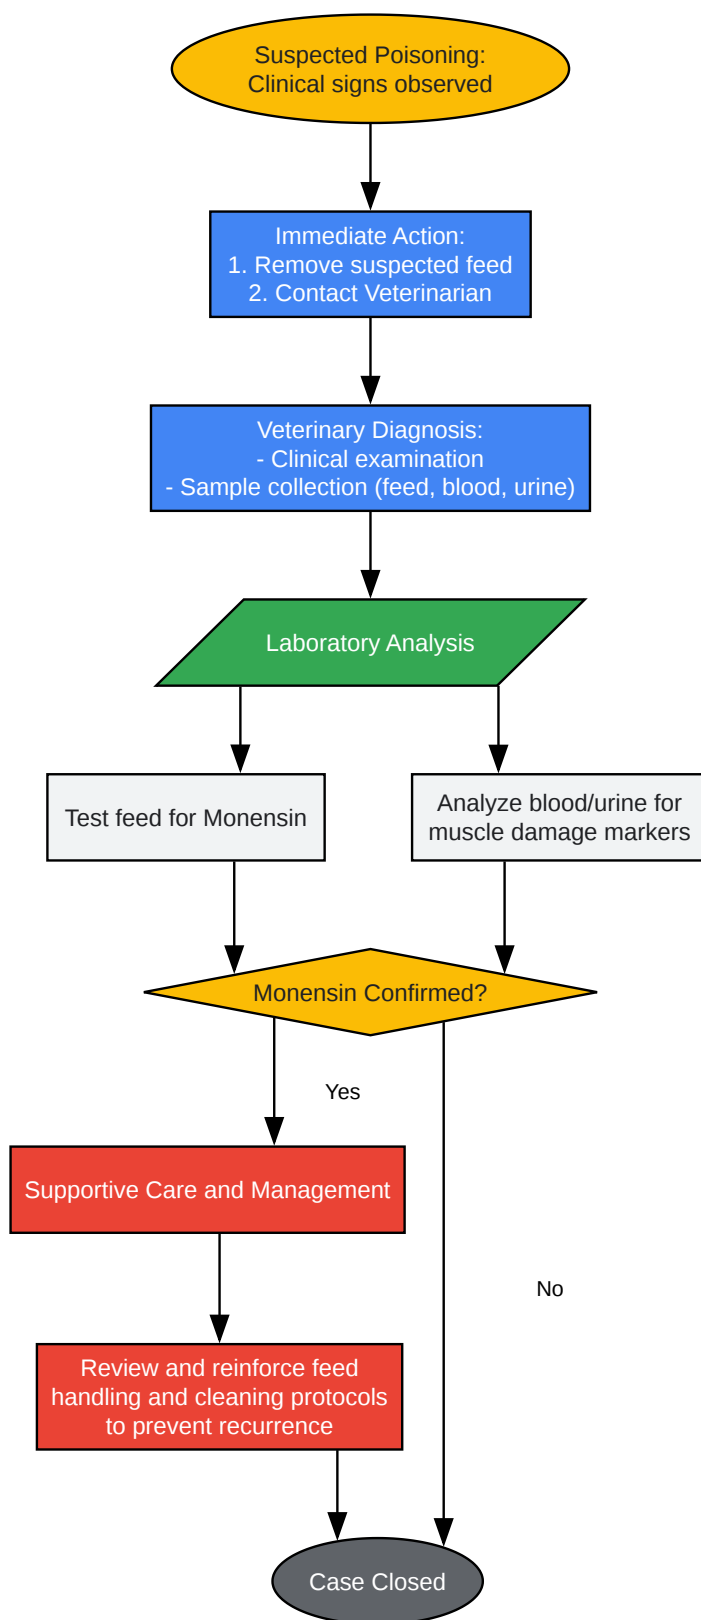 Suspected Poisoning:
Clinical signs observed
Immediate Action:
1. Remove suspected feed
2. Contact Veterinarian
Veterinary Diagnosis:
- Clinical examination
- Sample collection (feed, blood, urine)
Laboratory Analysis
Test feed for Monensin
Analyze blood/urine for
muscle damage markers
Monensin Confirmed?
Yes
Supportive Care and Management
No
Review and reinforce feed
handling and cleaning protocols
to prevent recurrence
Case Closed